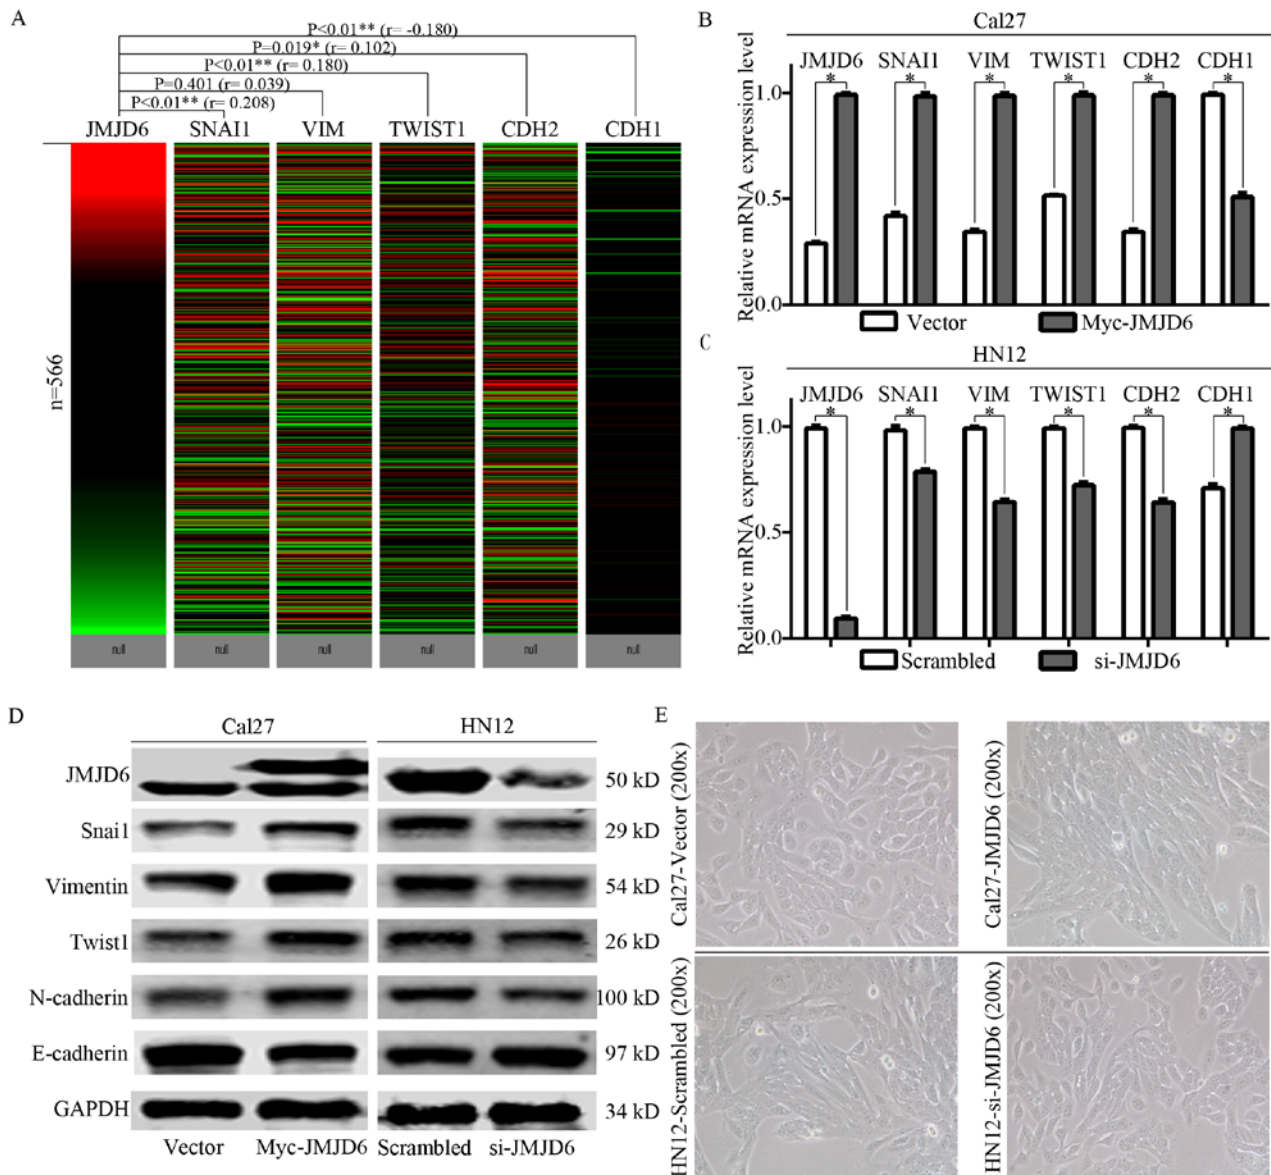 A
P<0.01** (r= -0.180)
P=0.019* (r= 0.102)
P<0.01** (r= 0.180)
P=0.401 (r= 0.039)
P<0.01** (r= 0.208)
JMJD6 SNAI1 VIM TWIST1 CDH2 CDH1
n=566
null null null null null null
B
Cal27
JMJD6 SNAI1 VIM TWIST1 CDH2 CDH1
* * * * * *
Relative mRNA expression level
1.0
0.5
0.0
Vector Myc-JMJD6
C
HN12
JMJD6 SNAI1 VIM TWIST1 CDH2 CDH1
* * * * * *
Relative mRNA expression level
1.0
0.5
0.0
Scrambled si-JMJD6
D
Cal27 HN12
JMJD6 50 kD
Snai1 29 kD
Vimentin 54 kD
Twist1 26 kD
N-cadherin 100 kD
E-cadherin 97 kD
GAPDH 34 kD
Vector Myc-JMJD6 Scrambled si-JMJD6
E
Cal27-Vector (200x)
Cal27-JMJD6 (200x)
HN12-Scrambled (200x)
HN12-si-JMJD6 (200x)